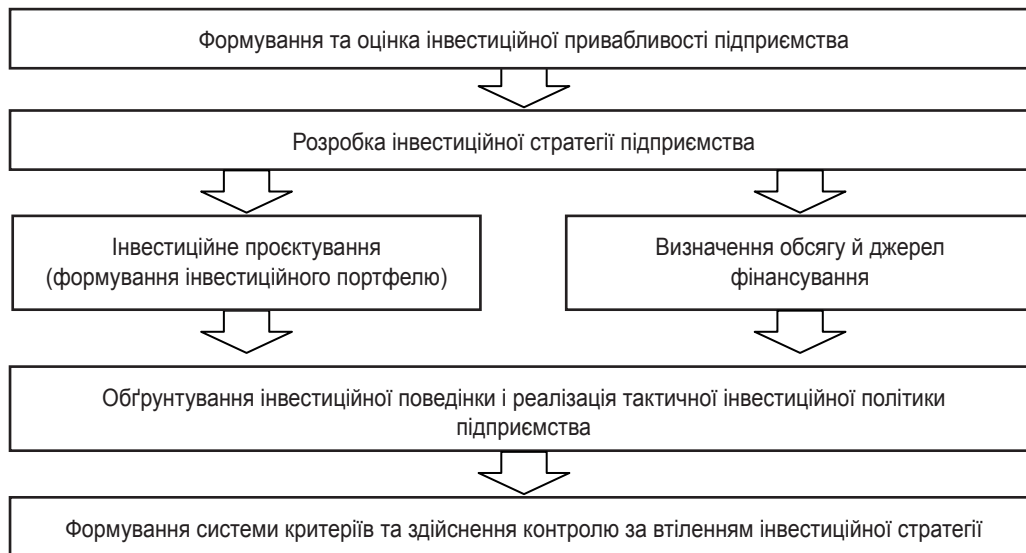 Формування та оцінка інвестиційної привабливості підприємства
Розробка інвестиційної стратегії підприємства
Інвестиційне проєктування
(формування інвестиційного портфелю)
Визначення обсягу й джерел
фінансування
Обґрунтування інвестиційної поведінки і реалізація тактичної інвестиційної політики
підприємства
Формування системи критеріїв та здійснення контролю за втіленням інвестиційної стратегії